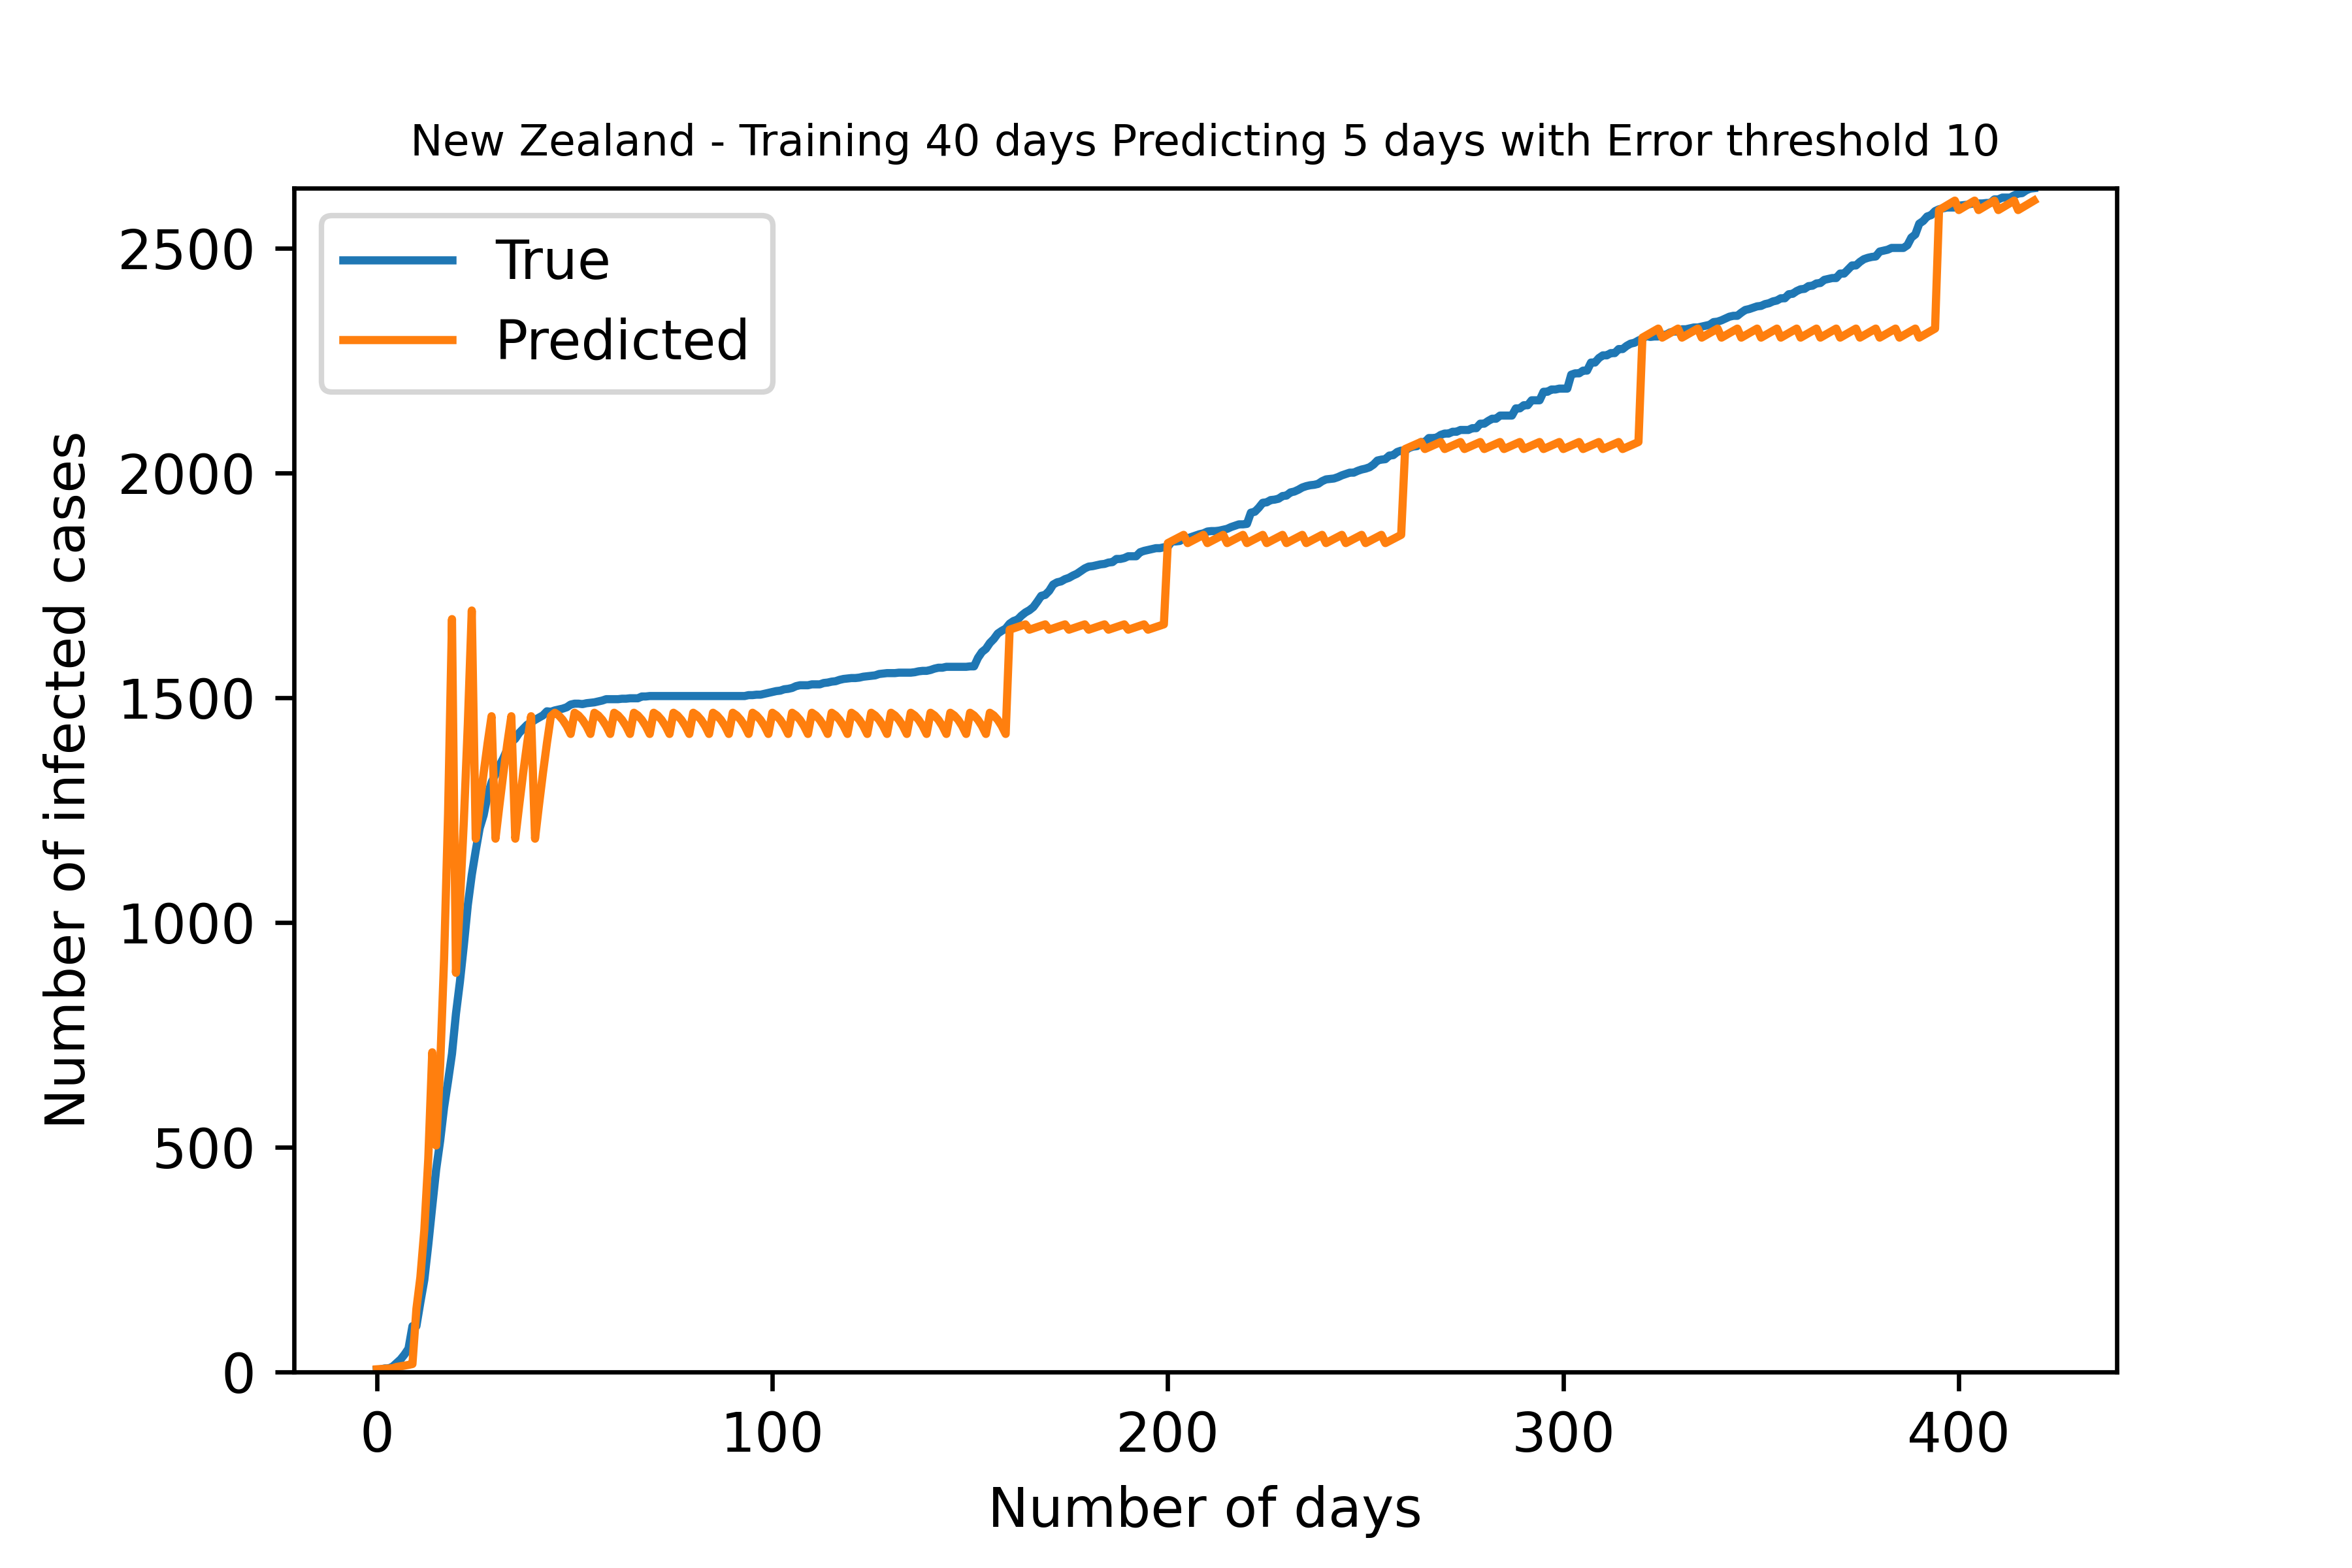 New Zealand - Training 40 days Predicting 5 days with Error threshold 10
True
Predicted
Number of infected cases
2500
2000
1500
1000
500
0
0 100 200 300 400
Number of days